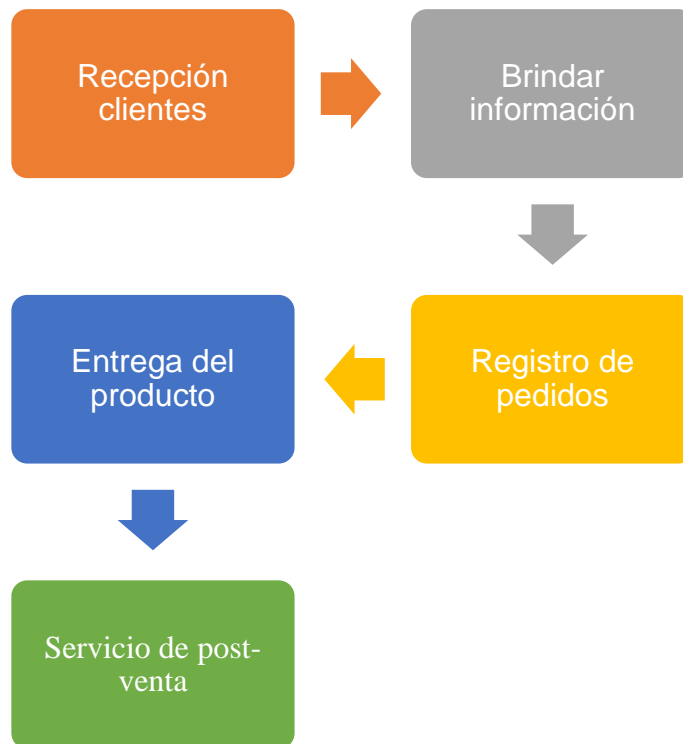 Recepción
clientes
Brindar
información
Registro de
pedidos
Entrega del
producto
Servicio de post-
venta